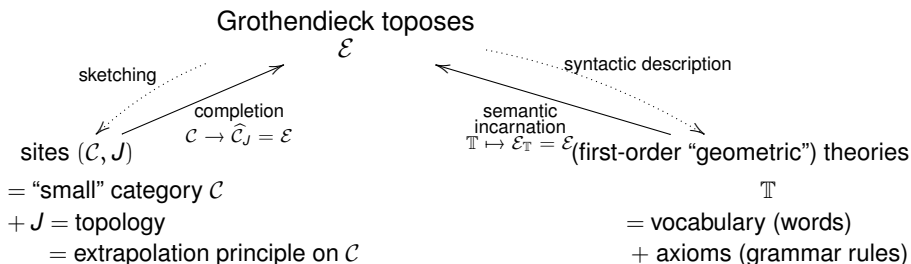 Grothendieck toposes
ℰ
sketching
syntactic description
completion
𝒞 → 𝒞̂_J = ℰ
semantic
incarnation
𝕋 ↦ ℰ_𝕋 = ℰ
sites (𝒞, J)
(first-order “geometric”) theories
= “small” category 𝒞
𝕋
+ J = topology
= vocabulary (words)
= extrapolation principle on 𝒞
+ axioms (grammar rules)